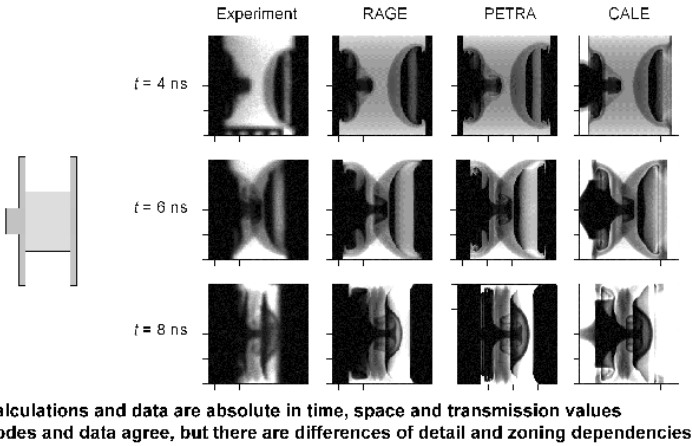 Experiment RAGE PETRA CALE
t = 4 ns
t = 6 ns
t = 8 ns
alculations and data are absolute in time, space and transmission values
odes and data agree, but there are differences of detail and zoning dependencies